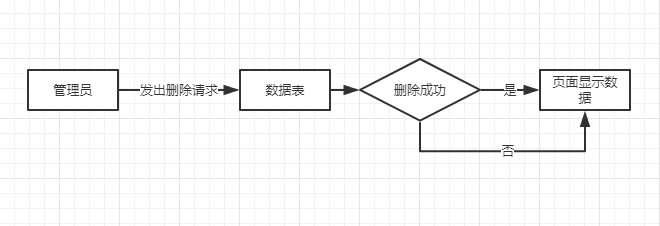 管理员
发出删除请求
数据表
删除成功
是
页面显示数
据
否